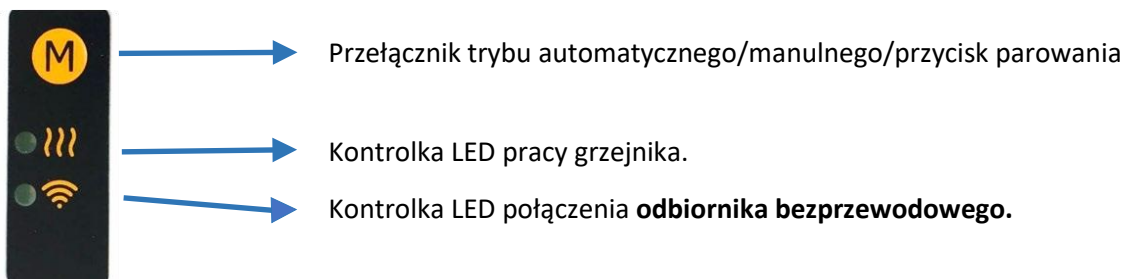 M
Przełącznik trybu automatycznego/manulnego/przycisk parowania
Kontrolka LED pracy grzejnika.
Kontrolka LED połączenia odbiornika bezprzewodowego.